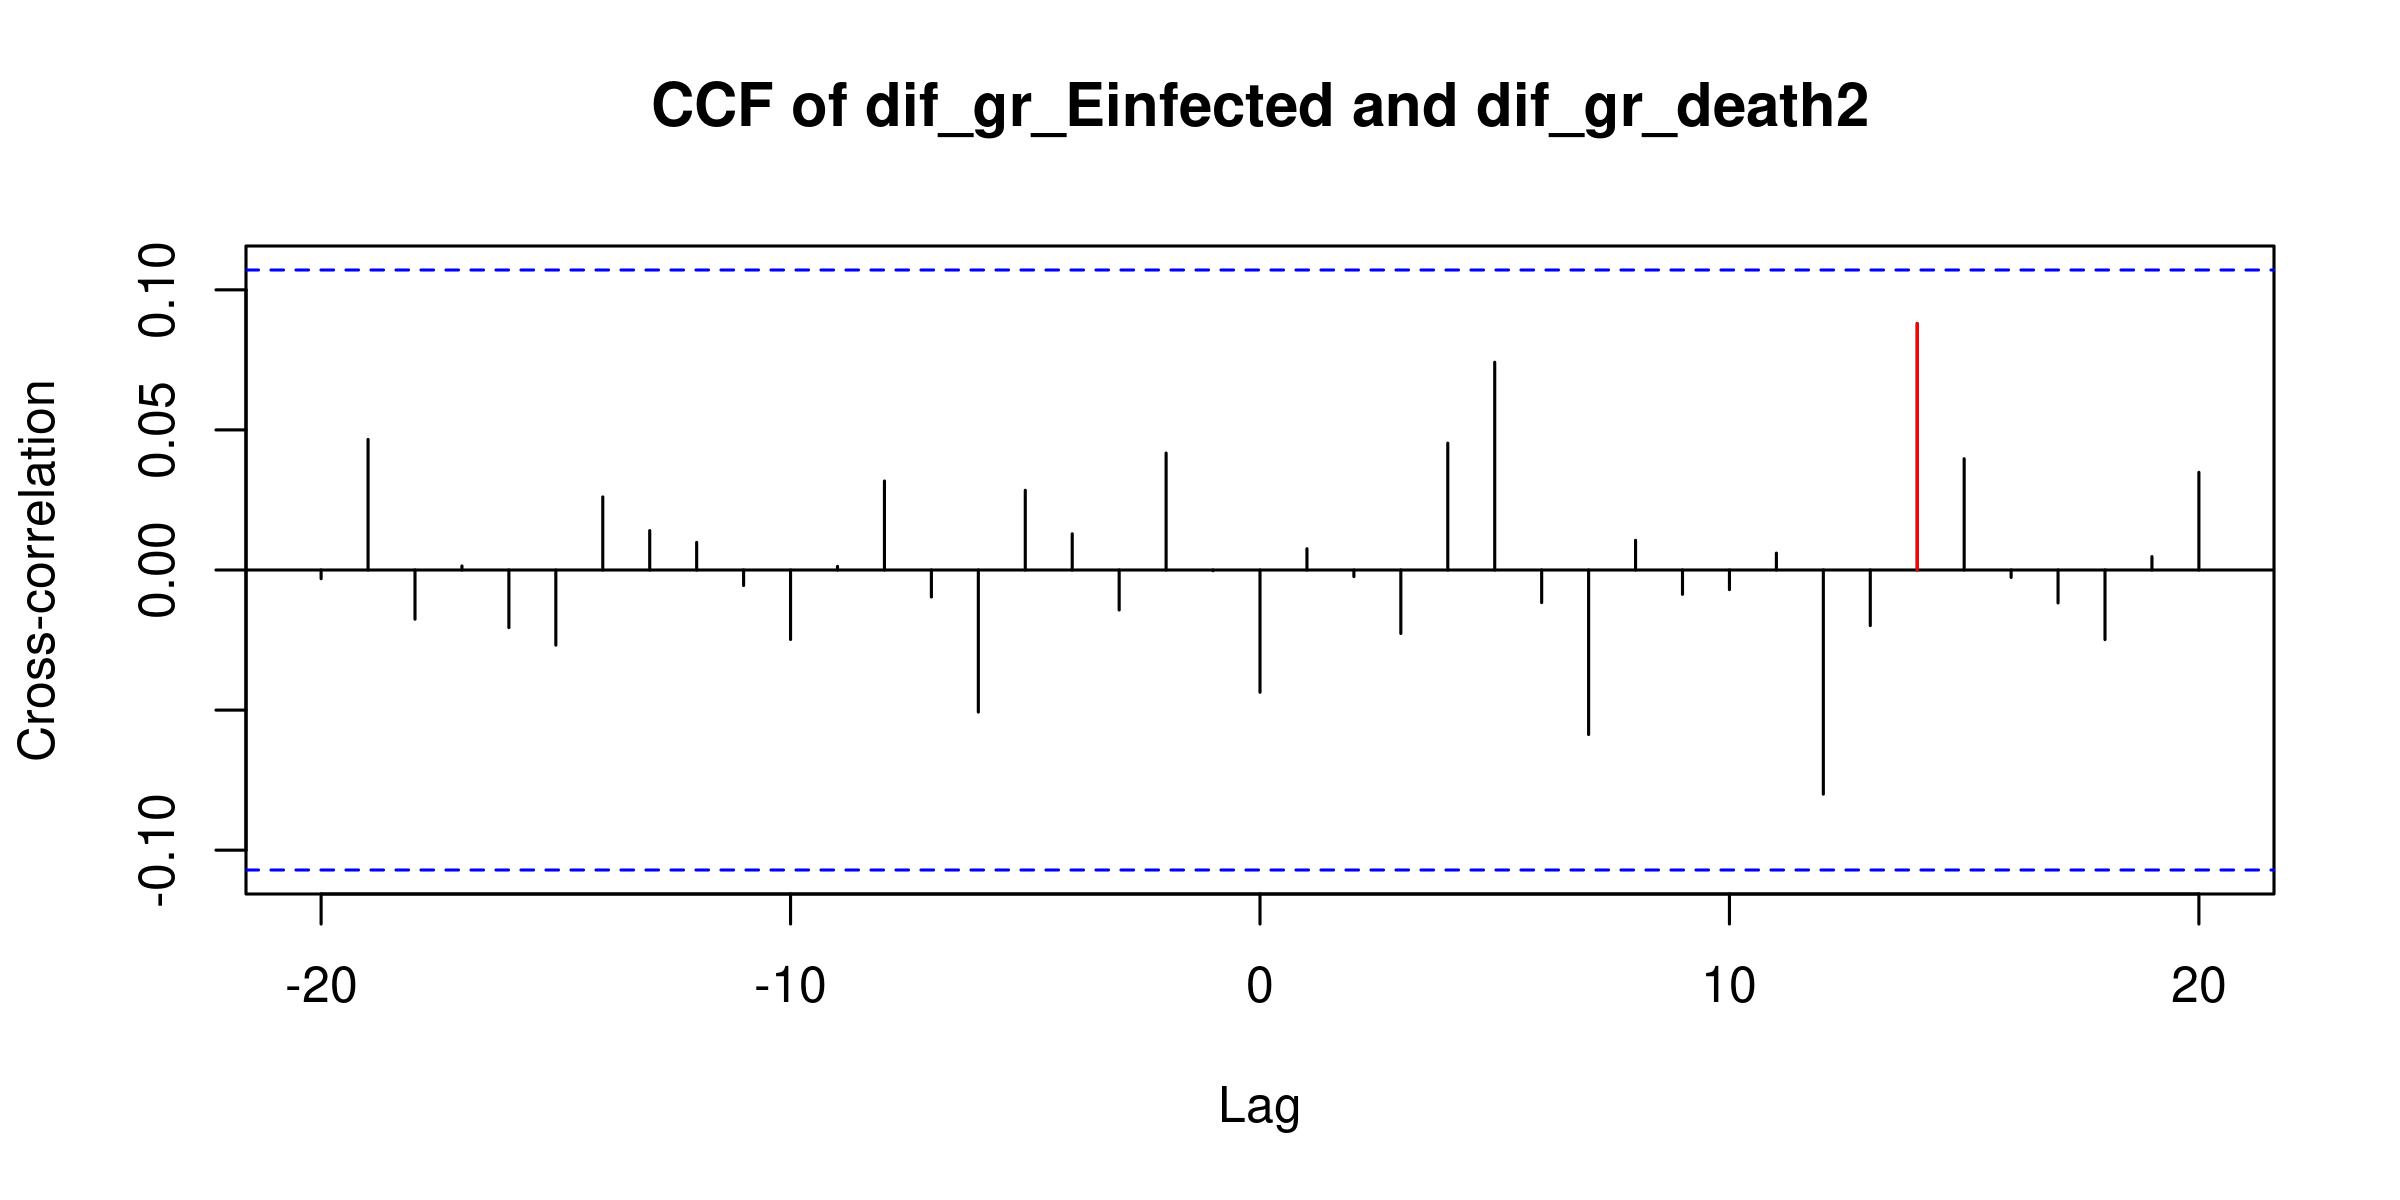 CCF of dif_gr_Einfected and dif_gr_death2
Cross-correlation
0.10
0.05
0.00
-0.10
-20 -10 0 10 20
Lag